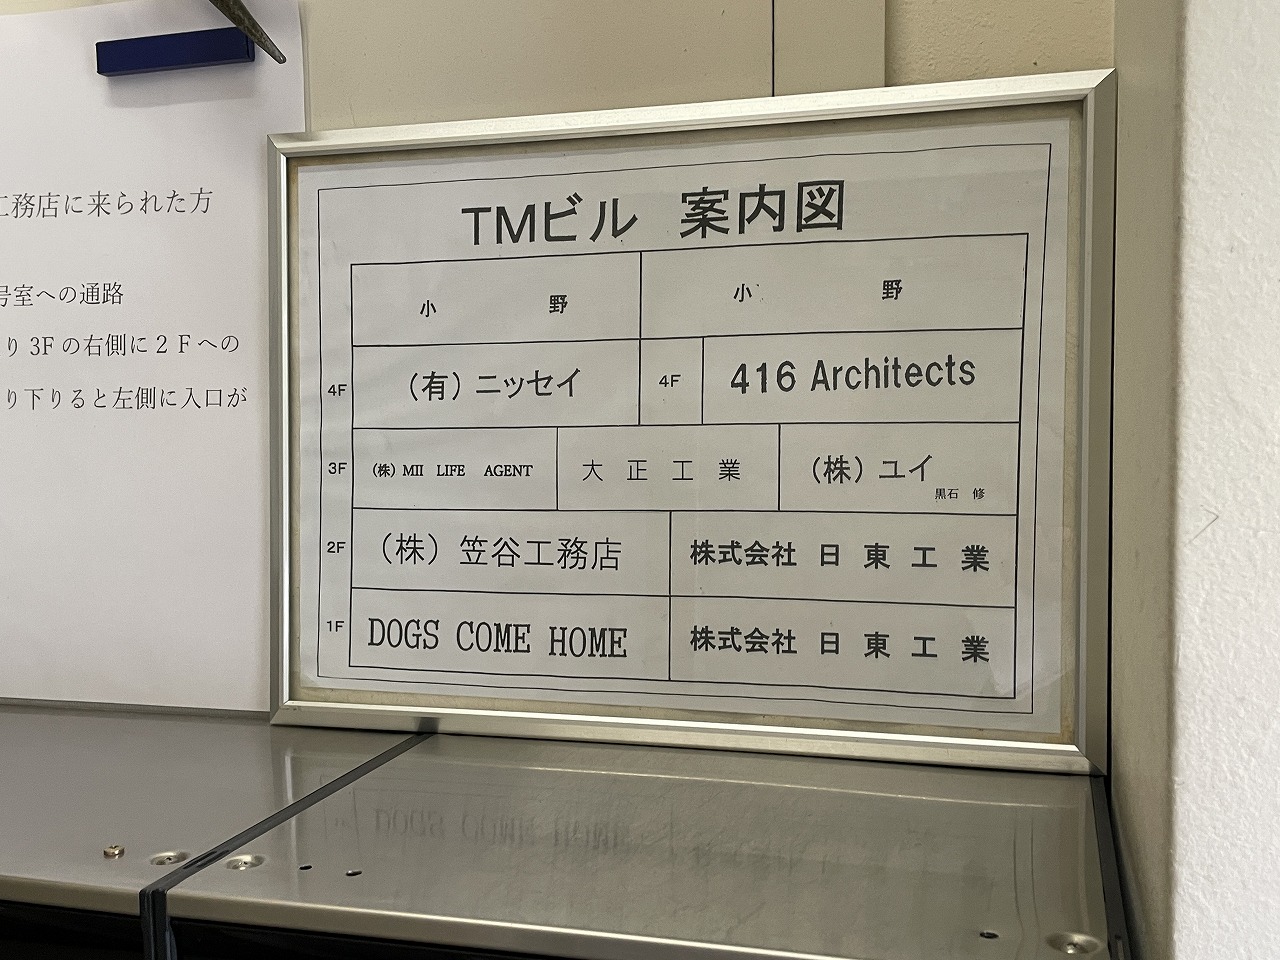 工務店に来られた方
号室への通路
り3Fの右側に2Fへの
り下りると左側に入口が
TMビル 案内図
小 野 小 野
4F (有)ニッセイ 4F 416 Architects
3F (株)MII LIFE AGENT 大 正 工 業 (株)ユイ
黒石 修
2F (株)笠谷工務店 株式会社 日 東 工 業
1F DOGS COME HOME 株式会社 日 東 工 業